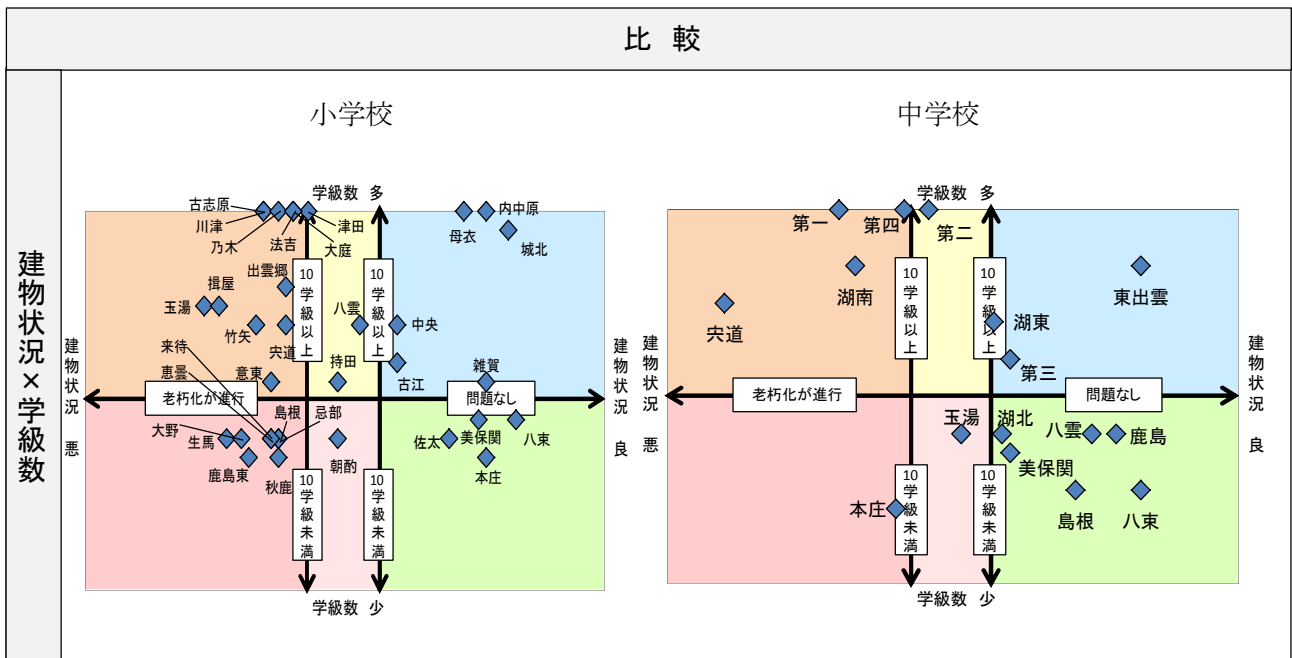 比 較
建物状況×学級数
小学校
中学校
学級数 多
古志原
川津
乃木
法吉
大庭
津田
内中原
母衣
城北
出雲郷
揖屋
玉湯
竹矢
宍道
八雲
中央
10学級以上
10学級以上
来待
恵曇
意東
持田
古江
雑賀
建物状況 悪
老朽化が進行
問題なし
建物状況 良
大野
生馬
島根
忌部
鹿島東
秋鹿
朝酌
佐太
美保関
八束
本庄
10学級未満
10学級未満
学級数 少
学級数 多
第一
第四
第二
湖南
宍道
東出雲
湖東
第三
10学級以上
10学級以上
建物状況 悪
老朽化が進行
問題なし
建物状況 良
玉湯
湖北
八雲
鹿島
美保関
本庄
島根
八束
10学級未満
10学級未満
学級数 少